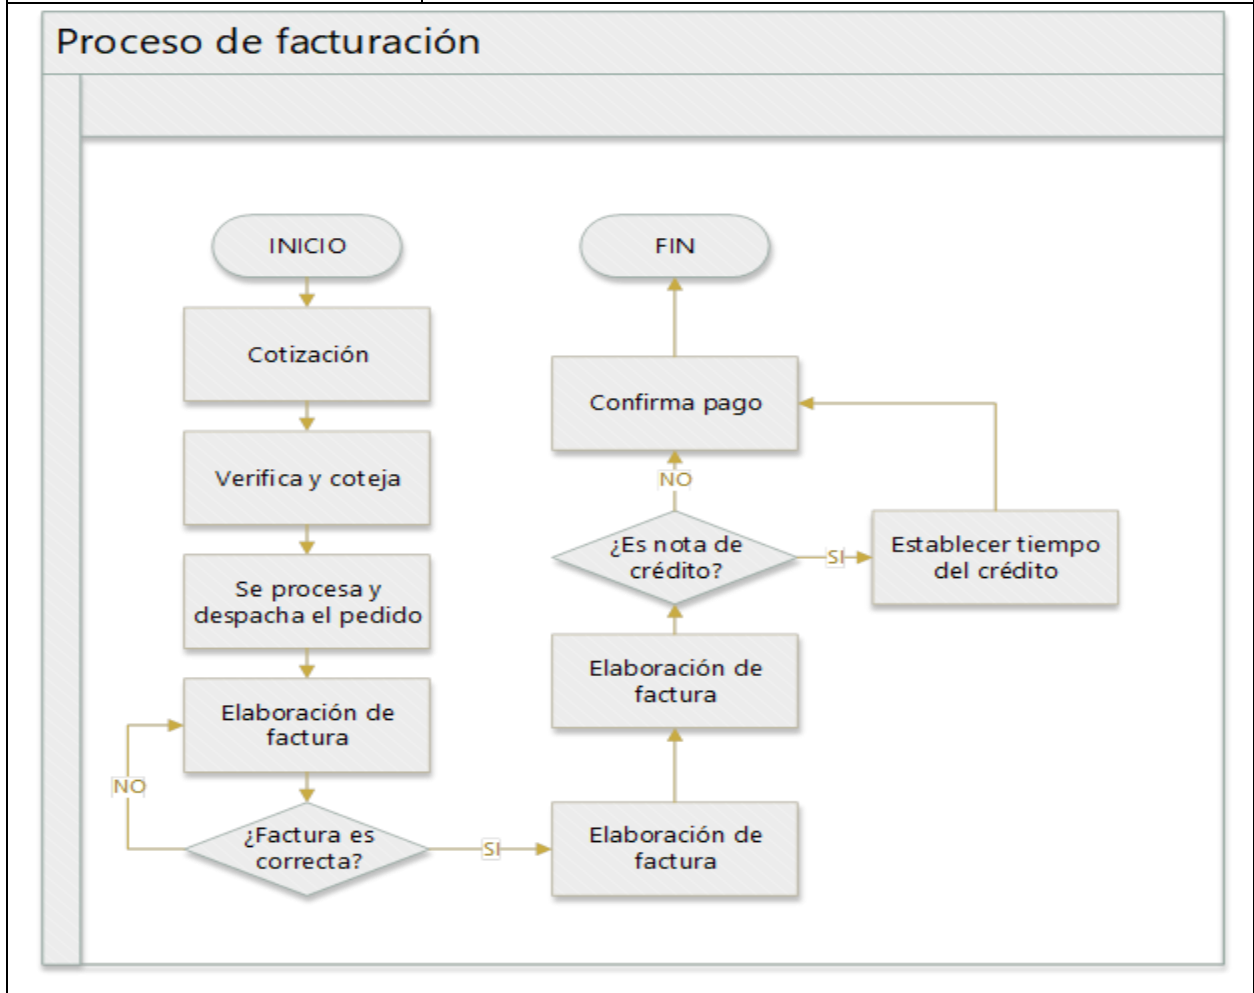 Proceso de facturación
INICIO
Cotización
Verifica y coteja
Se procesa y
despacha el pedido
Elaboración de
factura
NO
¿Factura es
correcta?
SI
Elaboración de
factura
Elaboración de
factura
¿Es nota de
crédito?
SI
Establecer tiempo
del crédito
NO
Confirma pago
FIN